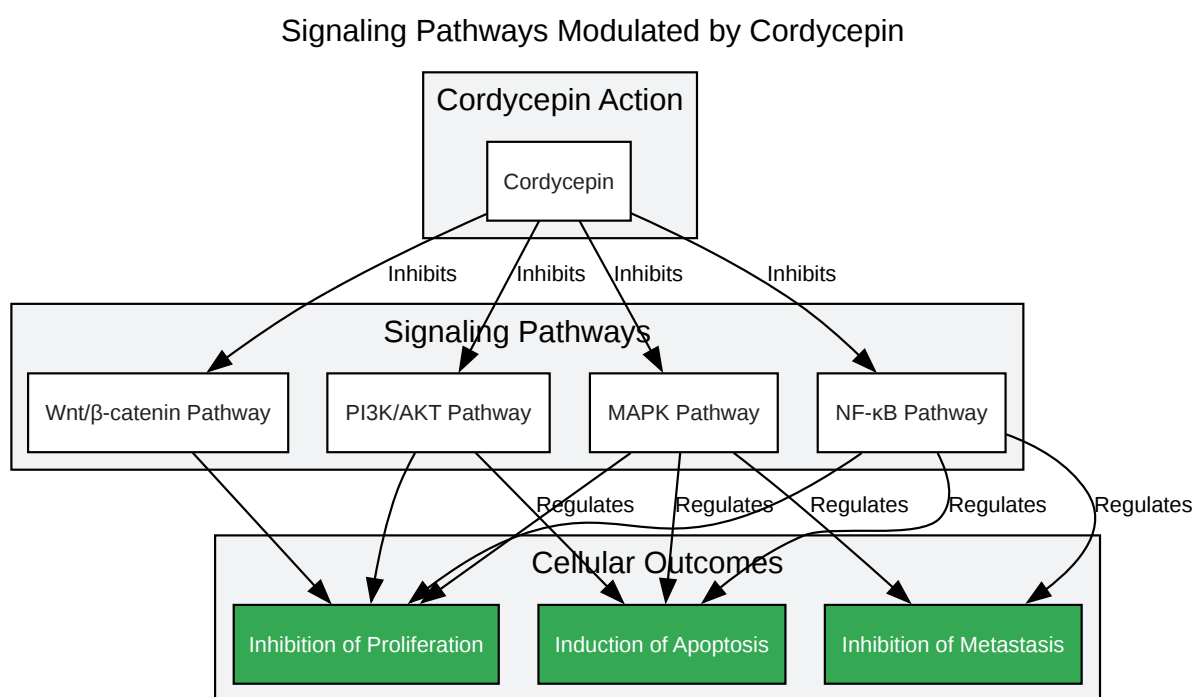 Signaling Pathways Modulated by Cordycepin
Cordycepin Action
Cordycepin
Inhibits
Inhibits
Inhibits
Inhibits
Signaling Pathways
Wnt/β-catenin Pathway
PI3K/AKT Pathway
MAPK Pathway
NF-κB Pathway
Regulates
Regulates
Regulates
Regulates
Regulates
Cellular Outcomes
Inhibition of Proliferation
Induction of Apoptosis
Inhibition of Metastasis